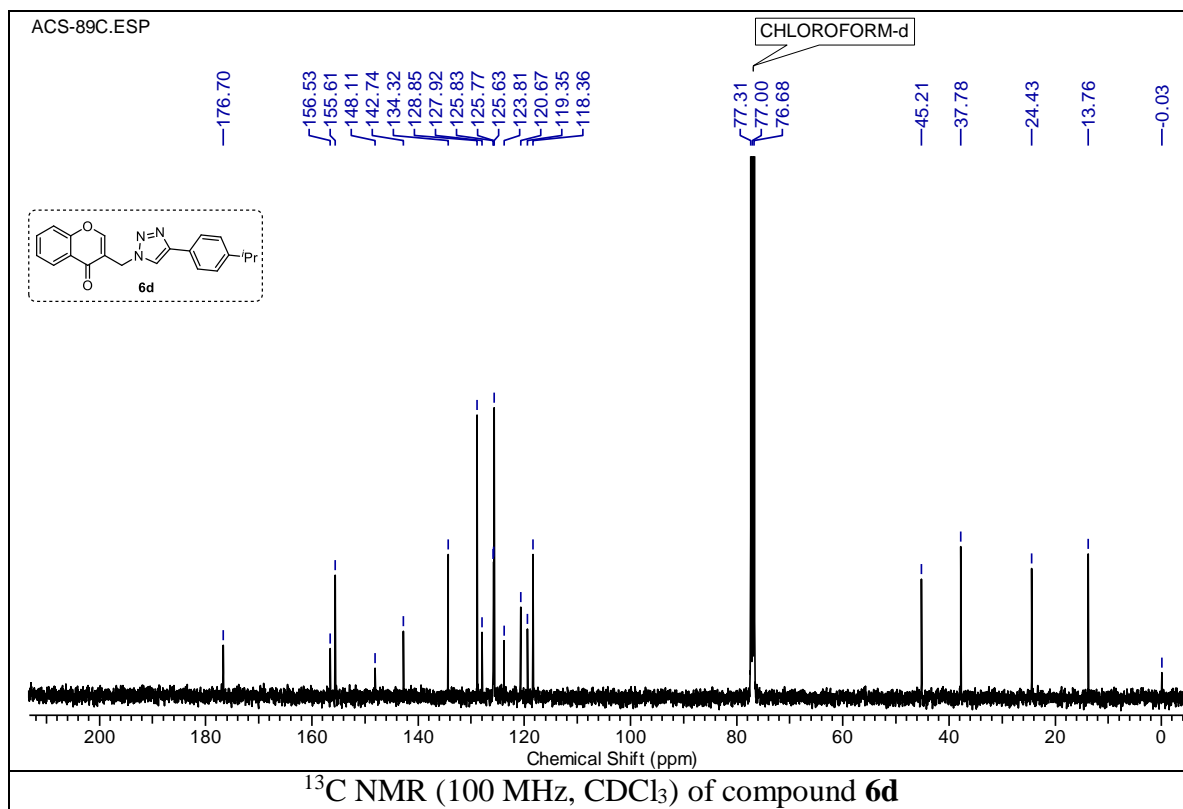 ACS-89C.ESP
CHLOROFORM-d
176.70
156.53
155.61
148.11
142.74
134.32
128.85
127.92
125.83
125.77
125.63
123.81
120.67
119.35
118.36
77.31
77.00
76.68
45.21
37.78
24.43
13.76
-0.03
O
N
N
N
O
iPr
6d
200 180 160 140 120 100 80 60 40 20 0
Chemical Shift (ppm)
¹³C NMR (100 MHz, CDCl₃) of compound 6d